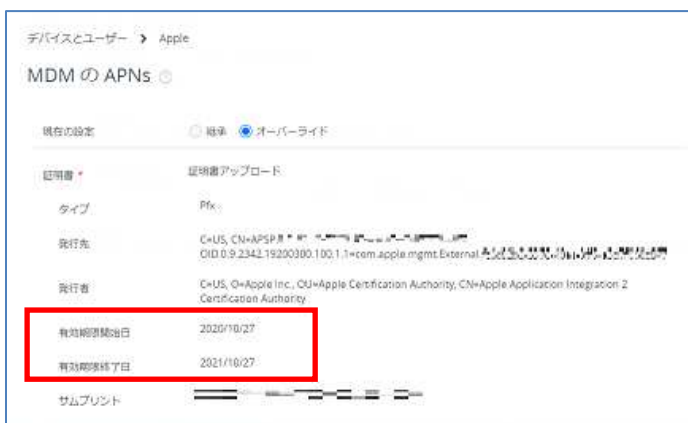 デバイスとユーザー > Apple
MDM の APNs
現在の設定 継承 オーバーライド
証明書 * 証明書アップロード
タイプ Pfx
発行先 C=US, CN=APSP:
OID.0.9.2342.19200300.100.1.1=com.apple.mgmt.External.
発行者 C=US, O=Apple Inc., OU=Apple Certification Authority, CN=Apple Application Integration 2
Certification Authority
有効期限開始日 2020/10/27
有効期限終了日 2021/10/27
サムプリント